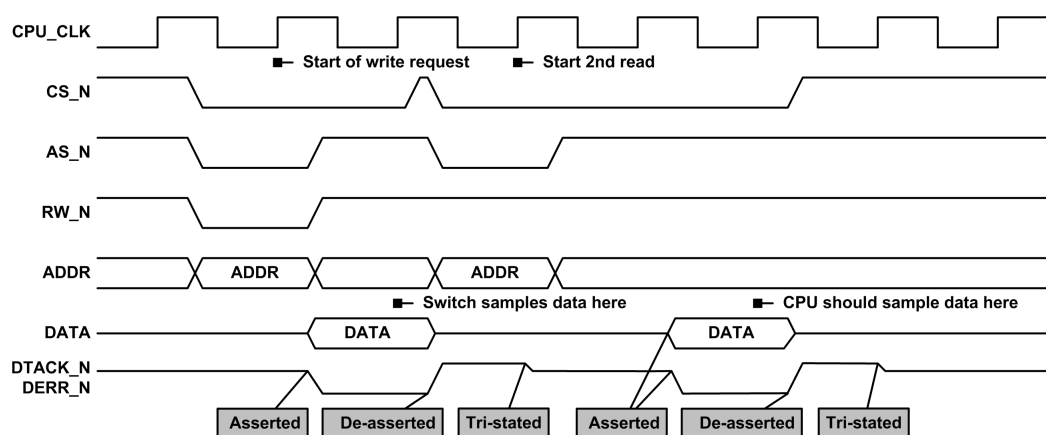 CPU_CLK
Start of write request
Start 2nd read
CS_N
AS_N
RW_N
ADDR
ADDR
ADDR
Switch samples data here
CPU should sample data here
DATA
DATA
DATA
DTACK_N
DERR_N
Asserted
De-asserted
Tri-stated
Asserted
De-asserted
Tri-stated